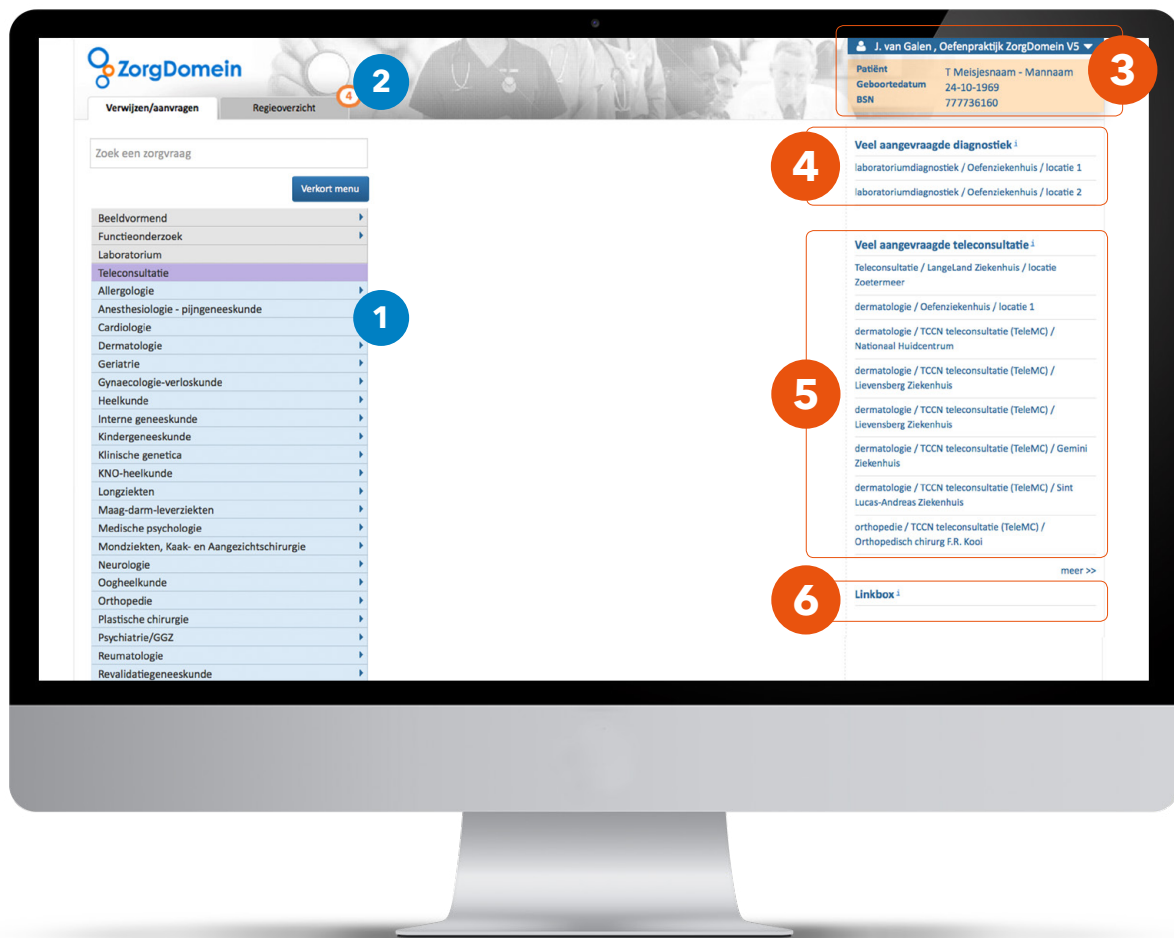 ZorgDomein
2
Verwijzen/aanvragen
Regieoverzicht
4
Zoek een zorgvraag
Verkort menu
Beeldvormend
Functieonderzoek
Laboratorium
Teleconsultatie
Allergologie
Anesthesiologie - pijngeneeskunde
1
Cardiologie
Dermatologie
Geriatrie
Gynaecologie-verloskunde
Heelkunde
Interne geneeskunde
Kindergeneeskunde
Klinische genetica
KNO-heelkunde
Longziekten
Maag-darm-leverziekten
Medische psychologie
Mondziekten, Kaak- en Aangezichtschirurgie
Neurologie
Oogheelkunde
Orthopedie
Plastische chirurgie
Psychiatrie/GGZ
Reumatologie
Revalidatiegeneeskunde
J. van Galen , Oefenpraktijk ZorgDomein V5
3
Patiënt T Meisjesnaam - Mannaam
Geboortedatum 24-10-1969
BSN 777736160
4
Veel aangevraagde diagnostiek i
laboratoriumdiagnostiek / Oefenziekenhuis / locatie 1
laboratoriumdiagnostiek / Oefenziekenhuis / locatie 2
5
Veel aangevraagde teleconsultatie i
Teleconsultatie / LangeLand Ziekenhuis / locatie
Zoetermeer
dermatologie / Oefenziekenhuis / locatie 1
dermatologie / TCCN teleconsultatie (TeleMC) /
Nationaal Huidcentrum
dermatologie / TCCN teleconsultatie (TeleMC) /
Lievensberg Ziekenhuis
dermatologie / TCCN teleconsultatie (TeleMC) /
Lievensberg Ziekenhuis
dermatologie / TCCN teleconsultatie (TeleMC) / Gemini
Ziekenhuis
dermatologie / TCCN teleconsultatie (TeleMC) / Sint
Lucas-Andreas Ziekenhuis
orthopedie / TCCN teleconsultatie (TeleMC) /
Orthopedisch chirurg F.R. Kooi
meer >>
6
Linkbox i